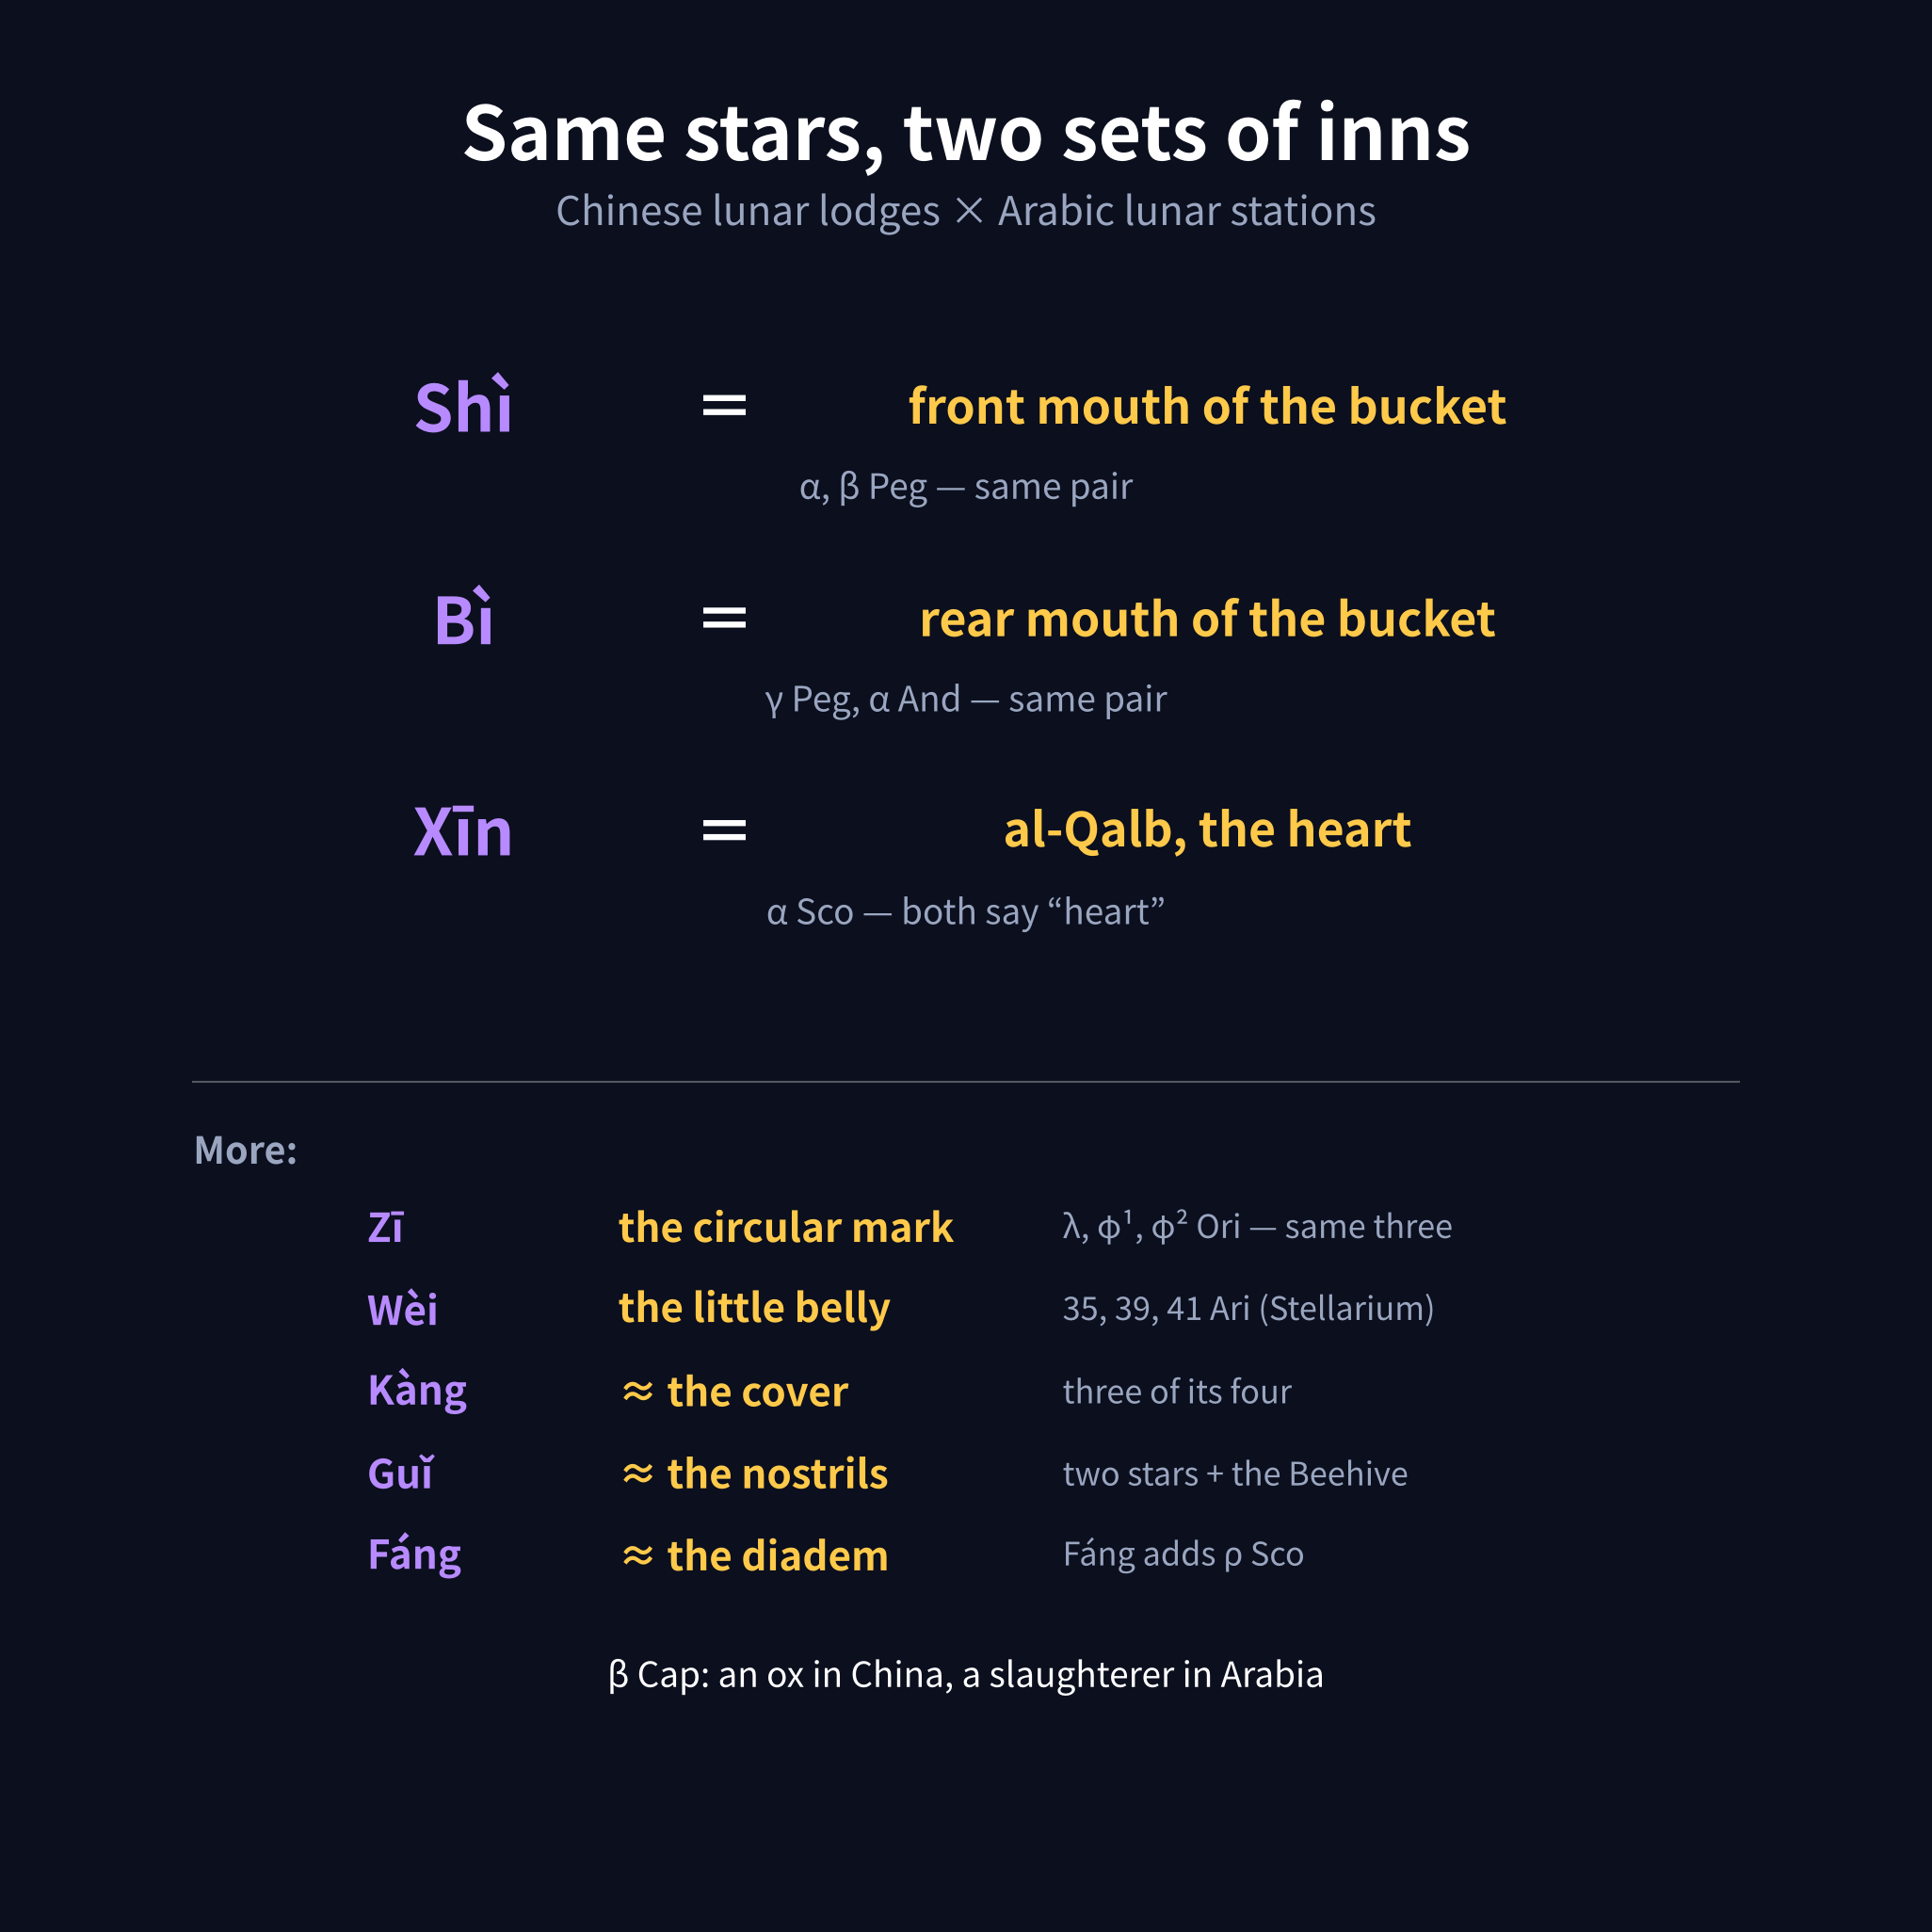 Same stars, two sets of inns
Chinese lunar lodges × Arabic lunar stations
Shì = front mouth of the bucket
α, β Peg — same pair
Bì = rear mouth of the bucket
γ Peg, α And — same pair
Xīn = al-Qalb, the heart
α Sco — both say “heart”
More:
Zī the circular mark λ, ϕ¹, ϕ² Ori — same three
Wèi the little belly 35, 39, 41 Ari (Stellarium)
Kàng ≈ the cover three of its four
Guǐ ≈ the nostrils two stars + the Beehive
Fáng ≈ the diadem Fáng adds ρ Sco
β Cap: an ox in China, a slaughterer in Arabia